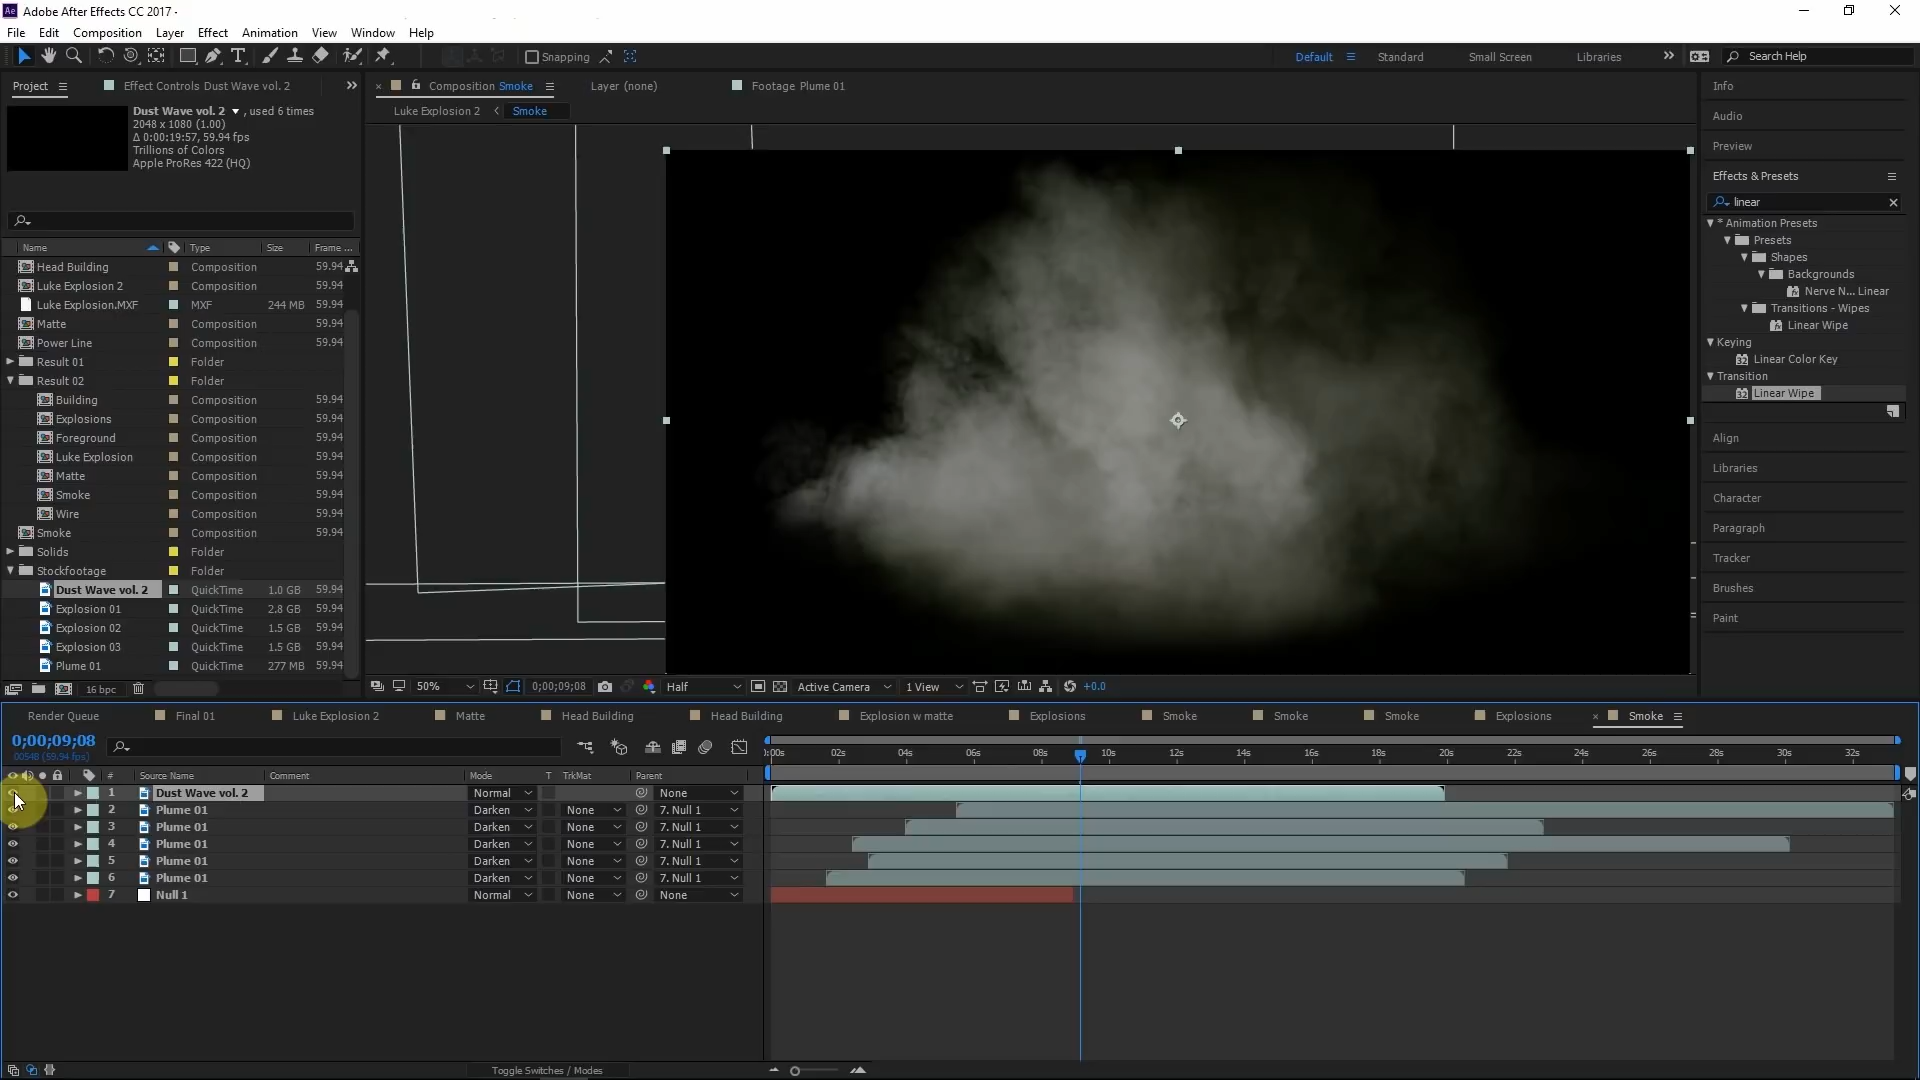 Ae Adobe After Effects CC 2017 -
File Edit Composition Layer Effect Animation View Window Help
Snapping Default Standard Small Screen Libraries Search Help
Project Effect Controls Dust Wave vol. 2
Composition Smoke Layer (none) Footage Plume 01
Luke Explosion 2 Smoke
Dust Wave vol. 2 , used 6 times
2048 x 1080 (1.00)
Δ 0:00:19:57, 59.94 fps
Trillions of Colors
Apple ProRes 422 (HQ)
Name Type Size Frame ...
Head Building Composition 59.94
Luke Explosion 2 Composition 59.94
Luke Explosion.MXF MXF 244 MB 59.94
Matte Composition 59.94
Power Line Composition 59.94
Result 01 Folder
Result 02 Folder
Building Composition 59.94
Explosions Composition 59.94
Foreground Composition 59.94
Luke Explosion Composition 59.94
Matte Composition 59.94
Smoke Composition 59.94
Wire Composition 59.94
Smoke Composition 59.94
Solids Folder
Stockfootage Folder
Dust Wave vol. 2 QuickTime 1.0 GB 59.94
Explosion 01 QuickTime 2.8 GB 59.94
Explosion 02 QuickTime 1.5 GB 59.94
Explosion 03 QuickTime 1.5 GB 59.94
Plume 01 QuickTime 277 MB 59.94
16 bpc
50% 0;00;09;08 Half Active Camera 1 View +0.0
Info
Audio
Preview
Effects & Presets
linear
* Animation Presets
Presets
Shapes
Backgrounds
Nerve N... Linear
Transitions - Wipes
Linear Wipe
Keying
32 Linear Color Key
Transition
32 Linear Wipe
Align
Libraries
Character
Paragraph
Tracker
Brushes
Paint
Render Queue Final 01 Luke Explosion 2 Matte Head Building Head Building Explosion w matte Explosions Smoke Smoke Smoke Explosions Smoke
0;00;09;08
00548 (59.94 fps)
:00s 02s 04s 06s 08s 10s 12s 14s 16s 18s 20s 22s 24s 26s 28s 30s 32s
# Source Name Comment Mode T TrkMat Parent
1 Dust Wave vol. 2 Normal None
2 Plume 01 Darken None 7. Null 1
3 Plume 01 Darken None 7. Null 1
4 Plume 01 Darken None 7. Null 1
5 Plume 01 Darken None 7. Null 1
6 Plume 01 Darken None 7. Null 1
7 Null 1 Normal None None
Toggle Switches / Modes